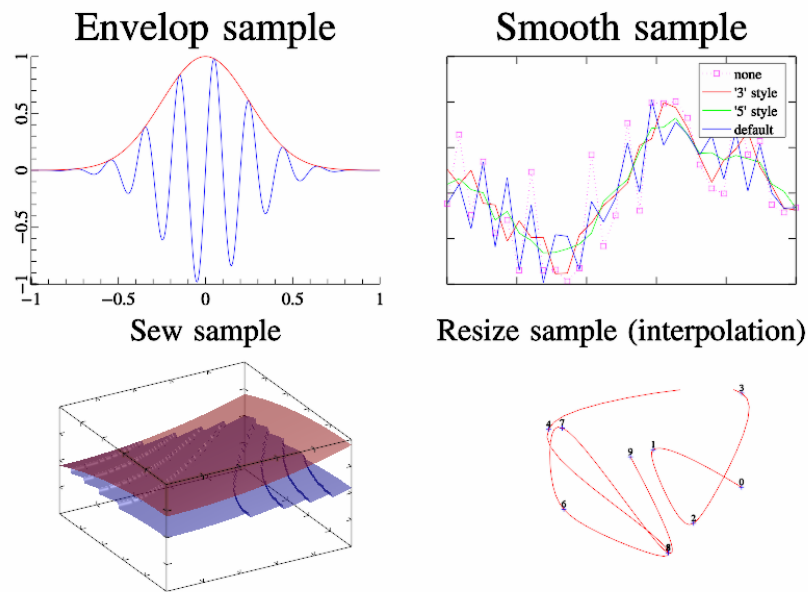 Envelop sample
Smooth sample
1
0.5
0
−0.5
−1
−1
−0.5
0
0.5
1
none
'3' style
'5' style
default
Sew sample
Resize sample (interpolation)
3
4 7
1
9
0
6
2